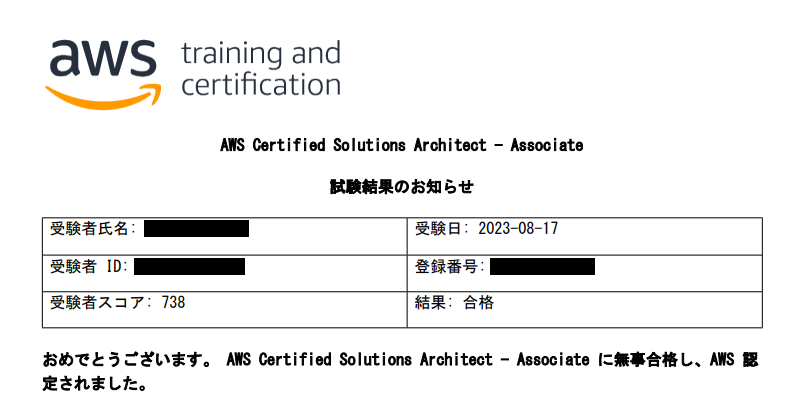 aws training and
certification
AWS Certified Solutions Architect - Associate
試験結果のお知らせ
受験者氏名: 受験日: 2023-08-17
受験者 ID: 登録番号:
受験者スコア: 738 結果: 合格
おめでとうございます。 AWS Certified Solutions Architect - Associate に無事合格し、AWS 認
定されました。